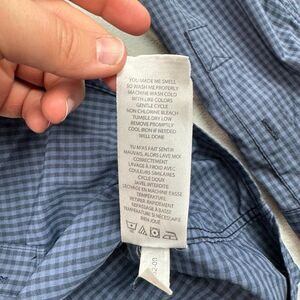 YOU MADE ME SMELL
SO WASH ME PROPERLY
MACHINE WASH COLD
WITH LIKE COLORS
GENTLE CYCLE
NON CHLORINE BLEACH
TUMBLE DRY LOW
REMOVE PROMPTLY
COOL IRON IF NEEDED
WELL DONE
TU M'AS FAIT SENTIR
MAUVAIS, ALORS LAVE MOI
CORRECTEMENT
LAVAGE À FROID AVEC
COULEURS SIMILAIRES
CYCLE DOUX
JAVEL INTERDITE
SÉCHAGE EN MACHINE BASSE
TEMPÉRATURE
RETIRER RAPIDEMENT
REPASSAGE À BASSE
TEMPÉRATURE SI NÉCESSAIRE
BIEN JOUÉ